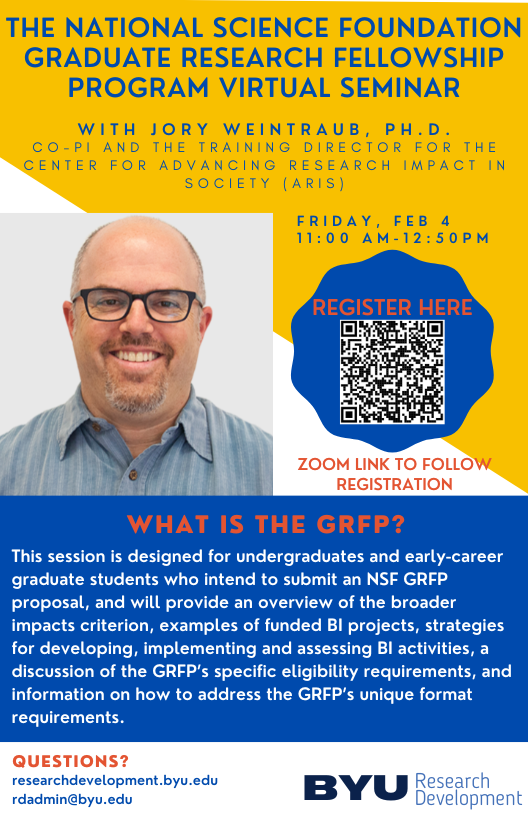 THE NATIONAL SCIENCE FOUNDATION
GRADUATE RESEARCH FELLOWSHIP
PROGRAM VIRTUAL SEMINAR
WITH JORY WEINTRAUB, PH.D.
CO-PI AND THE TRAINING DIRECTOR FOR THE
CENTER FOR ADVANCING RESEARCH IMPACT IN
SOCIETY (ARIS)
FRIDAY, FEB 4
11:00 AM-12:50PM
REGISTER HERE
ZOOM LINK TO FOLLOW
REGISTRATION
WHAT IS THE GRFP?
This session is designed for undergraduates and early-career
graduate students who intend to submit an NSF GRFP
proposal, and will provide an overview of the broader
impacts criterion, examples of funded BI projects, strategies
for developing, implementing and assessing BI activities, a
discussion of the GRFP's specific eligibility requirements, and
information on how to address the GRFP's unique format
requirements.
QUESTIONS?
researchdevelopment.byu.edu
rdadmin@byu.edu
BYU Research
Development